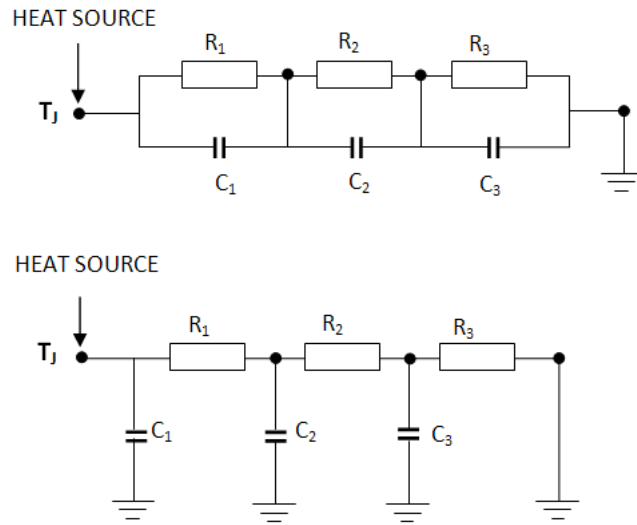 HEAT SOURCE
R₁ R₂ R₃
Tⱼ
C₁ C₂ C₃
HEAT SOURCE
R₁ R₂ R₃
Tⱼ
C₁ C₂ C₃